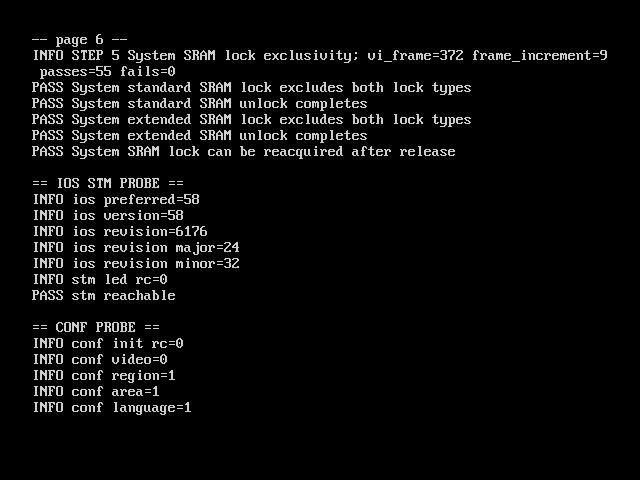 -- page 6 --
INFO STEP 5 System SRAM lock exclusivity; vi_frame=372 frame_increment=9
 passes=55 fails=0
PASS System standard SRAM lock excludes both lock types
PASS System standard SRAM unlock completes
PASS System extended SRAM lock excludes both lock types
PASS System extended SRAM unlock completes
PASS System SRAM lock can be reacquired after release

== IOS STM PROBE ==
INFO ios preferred=58
INFO ios version=58
INFO ios revision=6176
INFO ios revision major=24
INFO ios revision minor=32
INFO stm led rc=0
PASS stm reachable

== CONF PROBE ==
INFO conf init rc=0
INFO conf video=0
INFO conf region=1
INFO conf area=1
INFO conf language=1